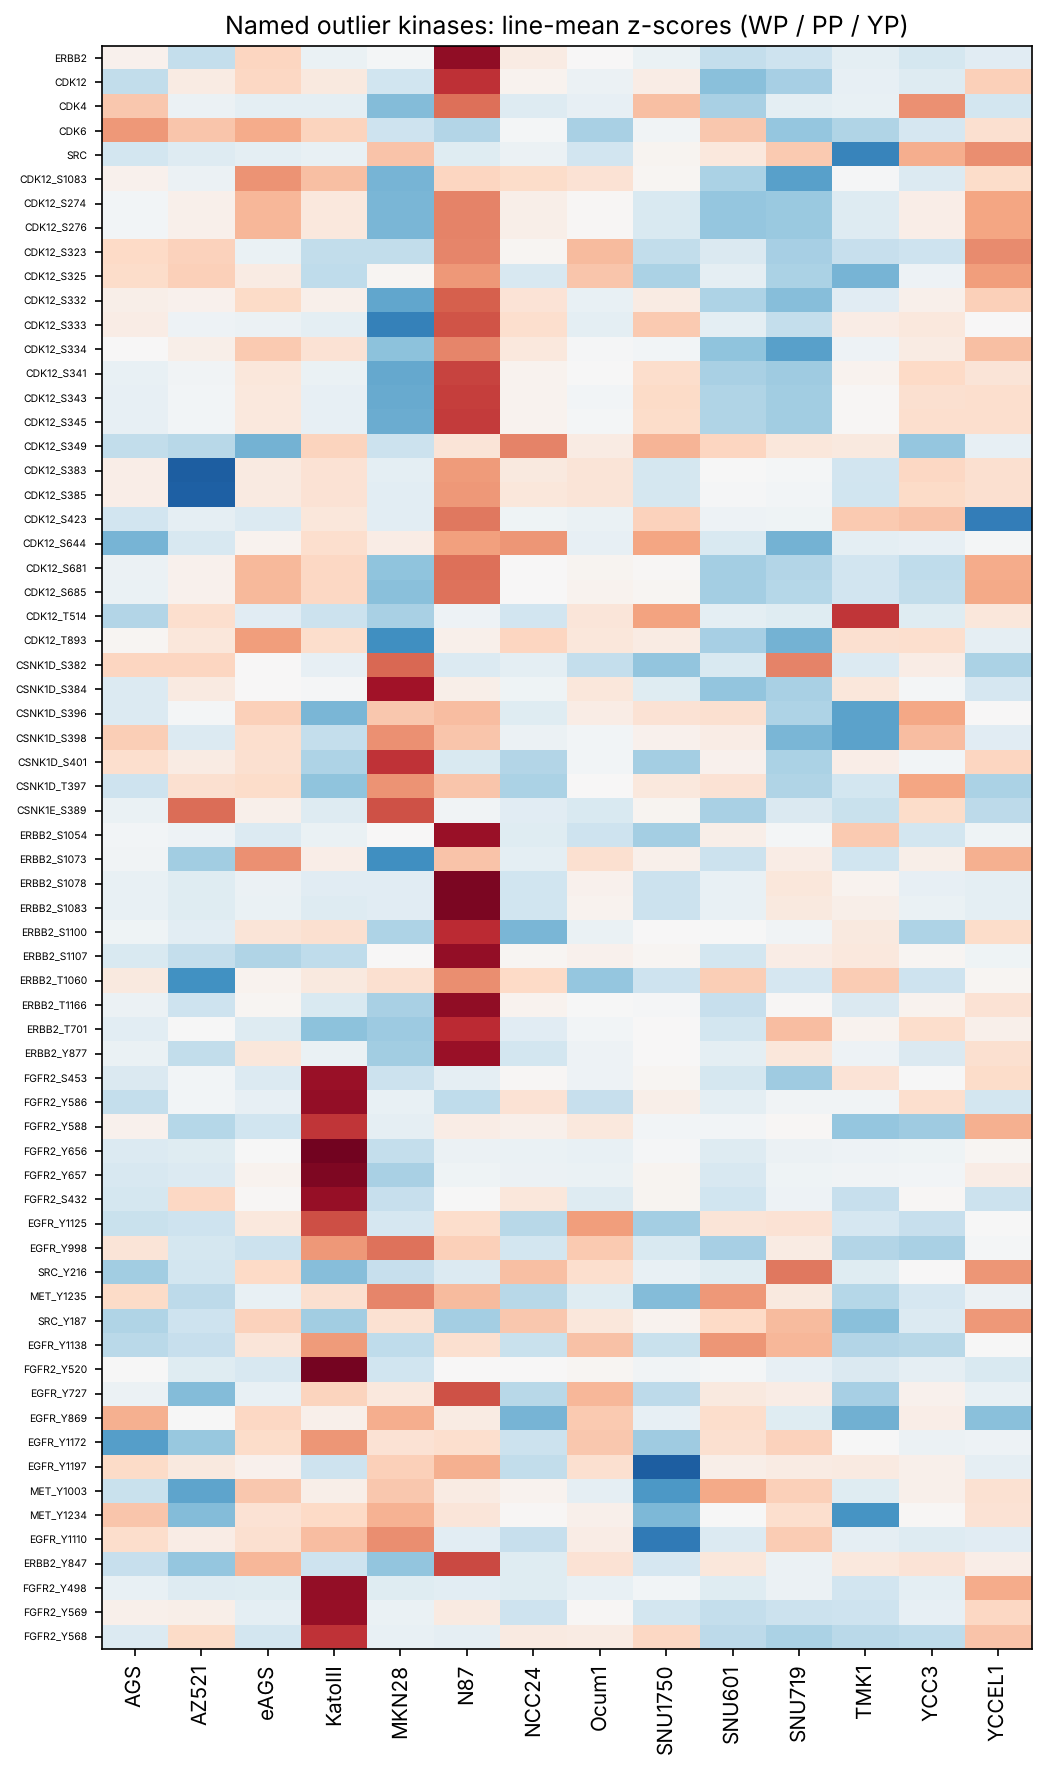 Named outlier kinases: line-mean z-scores (WP / PP / YP)
ERBB2
CDK12
CDK4
CDK6
SRC
CDK12_S1083
CDK12_S274
CDK12_S276
CDK12_S323
CDK12_S325
CDK12_S332
CDK12_S333
CDK12_S334
CDK12_S341
CDK12_S343
CDK12_S345
CDK12_S349
CDK12_S383
CDK12_S385
CDK12_S423
CDK12_S644
CDK12_S681
CDK12_S685
CDK12_T514
CDK12_T893
CSNK1D_S382
CSNK1D_S384
CSNK1D_S396
CSNK1D_S398
CSNK1D_S401
CSNK1D_T397
CSNK1E_S389
ERBB2_S1054
ERBB2_S1073
ERBB2_S1078
ERBB2_S1083
ERBB2_S1100
ERBB2_S1107
ERBB2_T1060
ERBB2_T1166
ERBB2_T701
ERBB2_Y877
FGFR2_S453
FGFR2_Y586
FGFR2_Y588
FGFR2_Y656
FGFR2_Y657
FGFR2_S432
EGFR_Y1125
EGFR_Y998
SRC_Y216
MET_Y1235
SRC_Y187
EGFR_Y1138
FGFR2_Y520
EGFR_Y727
EGFR_Y869
EGFR_Y1172
EGFR_Y1197
MET_Y1003
MET_Y1234
EGFR_Y1110
ERBB2_Y847
FGFR2_Y498
FGFR2_Y569
FGFR2_Y568
AGS
AZ521
eAGS
KatoIII
MKN28
N87
NCC24
Ocum1
SNU1750
SNU601
SNU719
TMK1
YCC3
YCCEL1